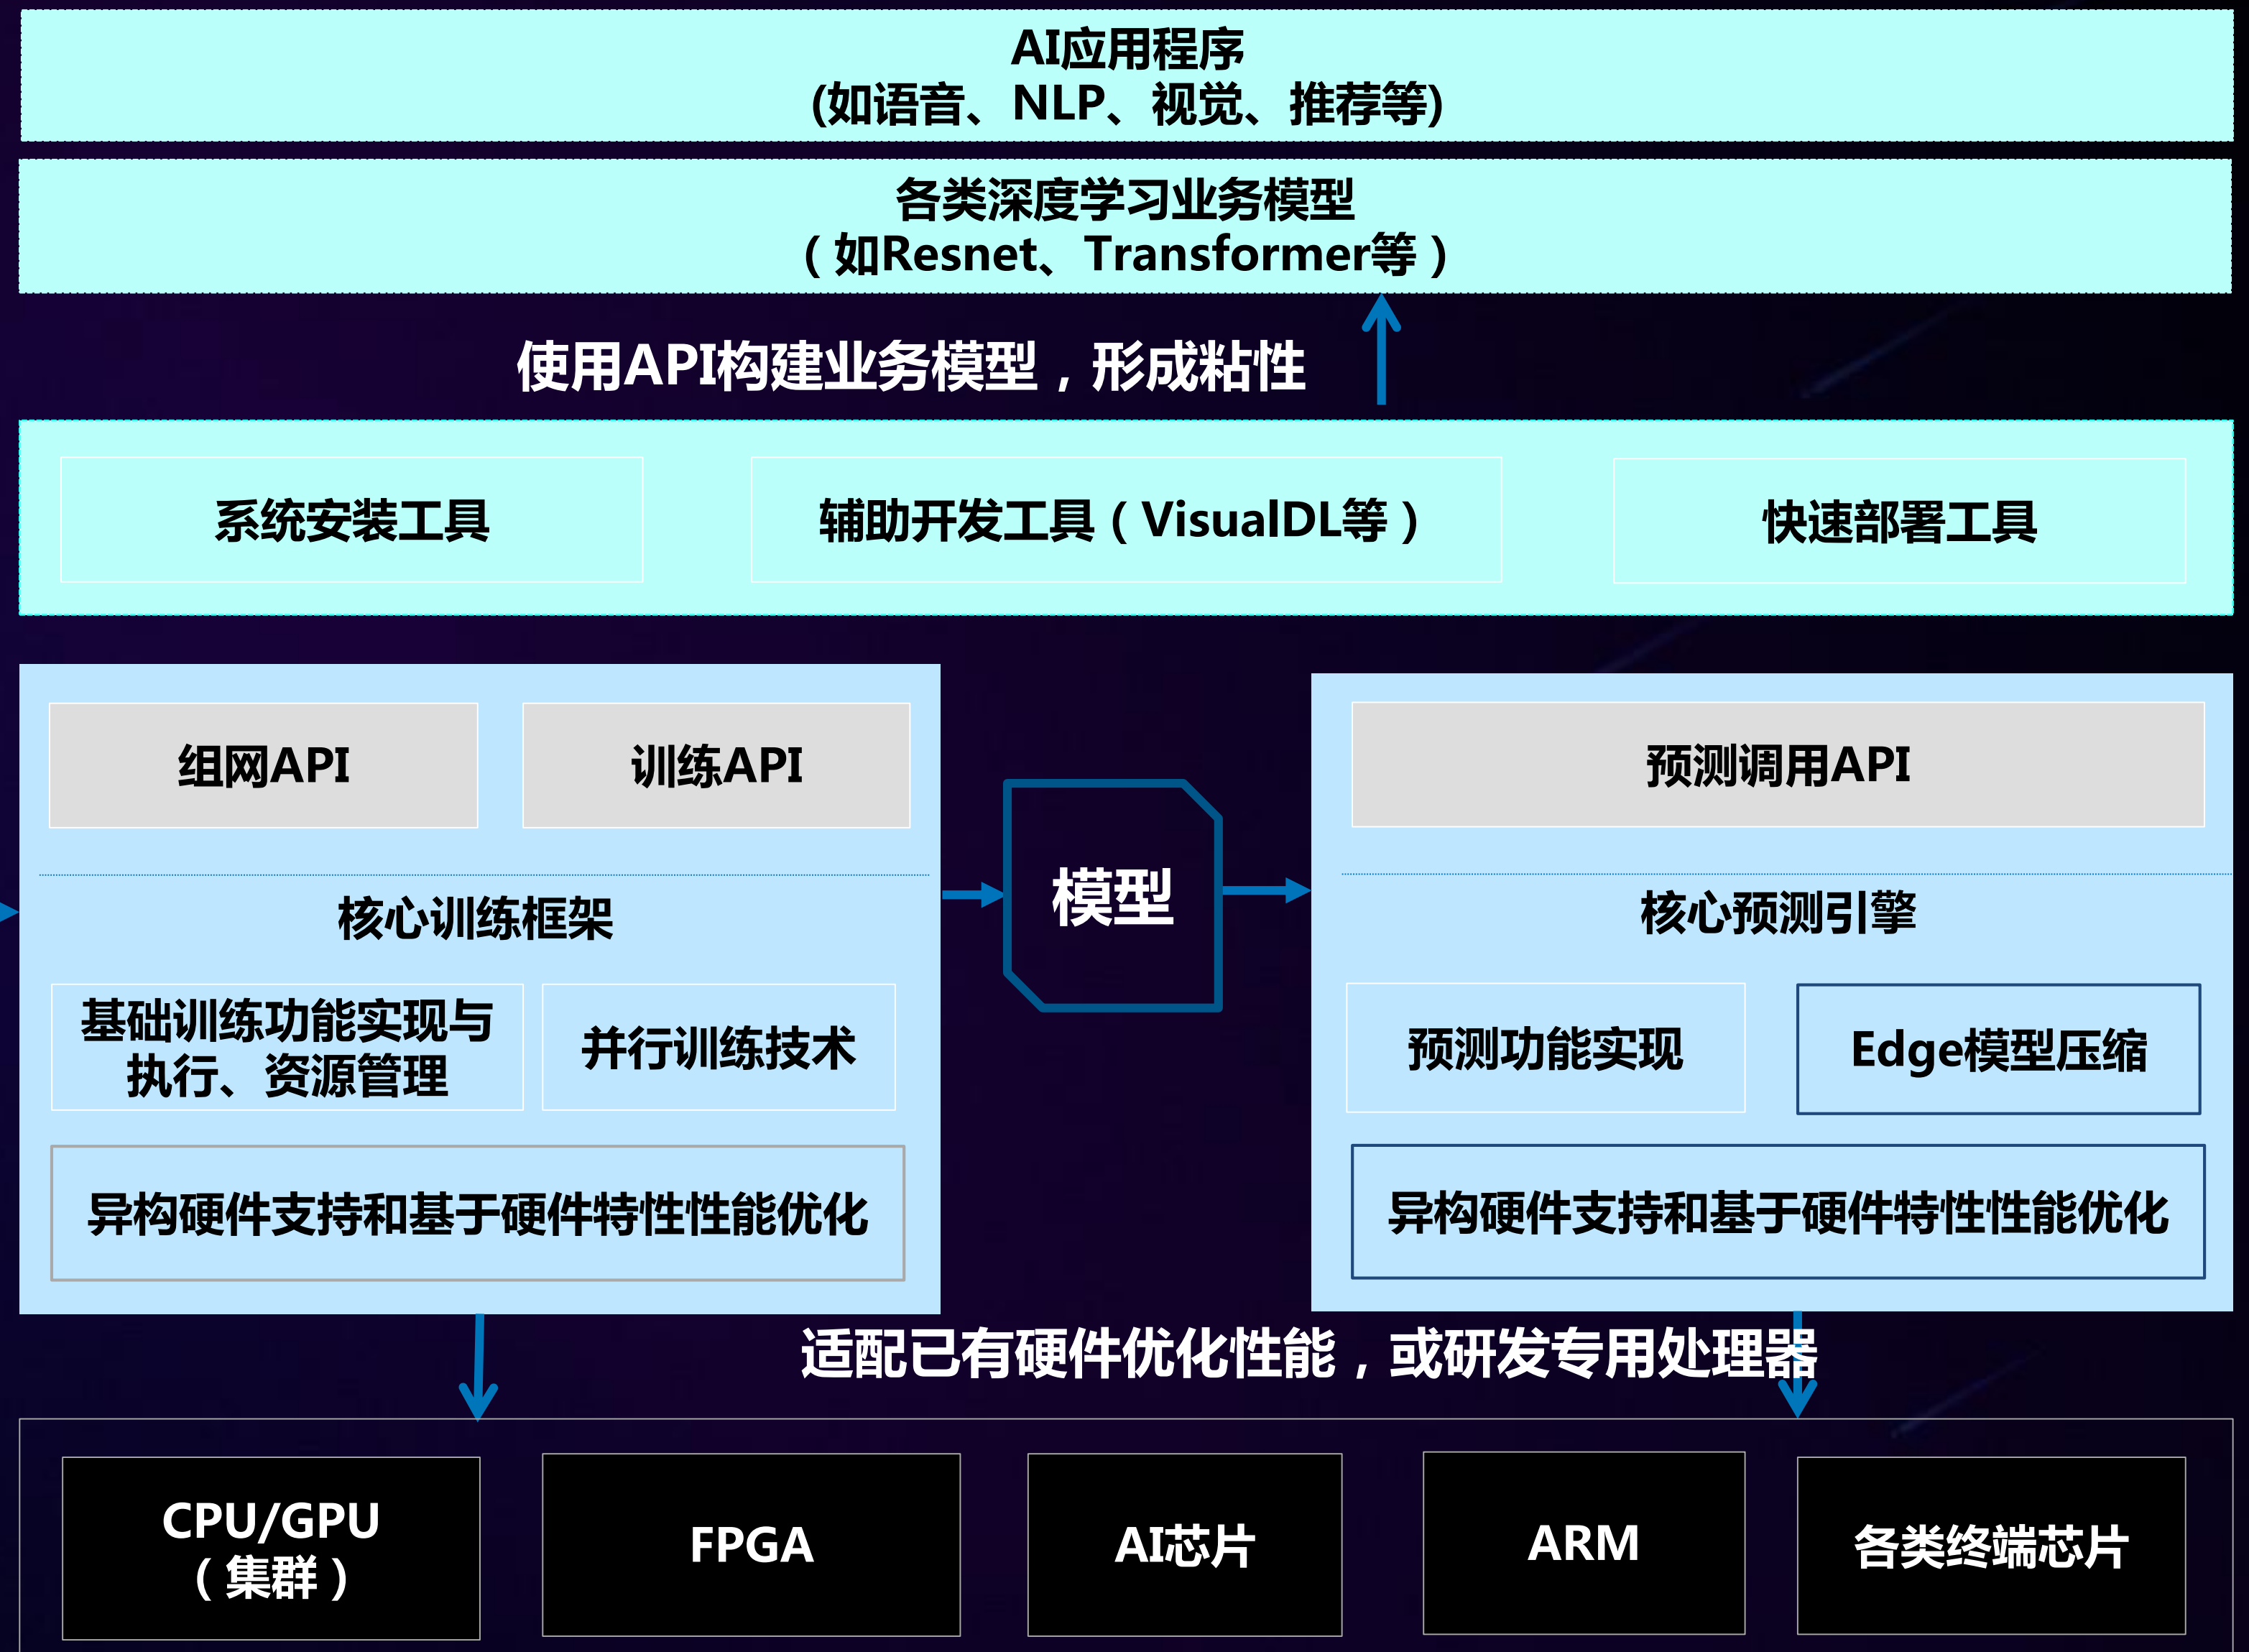 AI应用程序
(如语音、NLP、视觉、推荐等)
各类深度学习业务模型
（如Resnet、Transformer等）
使用API构建业务模型，形成粘性
系统安装工具
辅助开发工具（VisualDL等）
快速部署工具
组网API
训练API
核心训练框架
基础训练功能实现与
执行、资源管理
并行训练技术
异构硬件支持和基于硬件特性性能优化
模型
预测调用API
核心预测引擎
预测功能实现
Edge模型压缩
异构硬件支持和基于硬件特性性能优化
适配已有硬件优化性能，或研发专用处理器
CPU/GPU
（集群）
FPGA
AI芯片
ARM
各类终端芯片